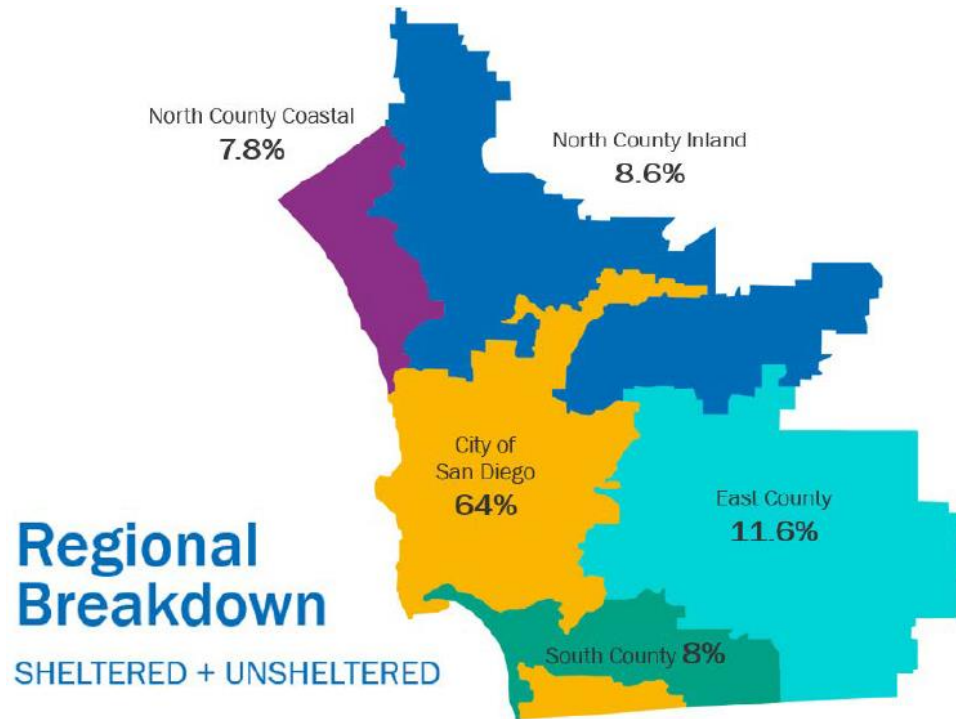 North County Coastal
7.8%
North County Inland
8.6%
City of
San Diego
64%
East County
11.6%
South County 8%
Regional
Breakdown
SHELTERED + UNSHELTERED